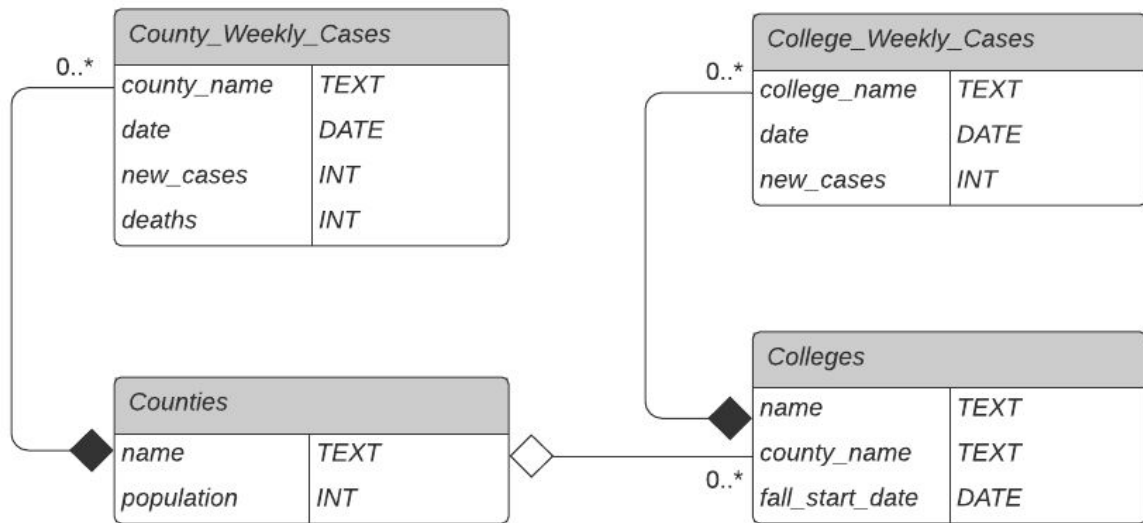 County_Weekly_Cases
0..*
county_name TEXT
date DATE
new_cases INT
deaths INT
College_Weekly_Cases
0..*
college_name TEXT
date DATE
new_cases INT
Counties
name TEXT
population INT
Colleges
name TEXT
county_name TEXT
0..*
fall_start_date DATE